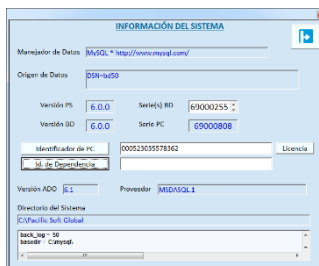 INFORMACIÓN DEL SISTEMA
Manejador de Datos MySQL * http://www.mysql.com/
Origen de Datos DSN=bd50
Versión PS 6.0.0 Serie(s) BD 69000255
Versión BD 6.0.0 Serie PC 69000808
Identificador de PC 000523035578362 Licencia
Id. de Dependencia
Versión ADO 6.1 Proveedor MSDASQL.1
Directorio del Sistema
C:\Pacific Soft Global
back_log = 50
basedir = C:\mysql\